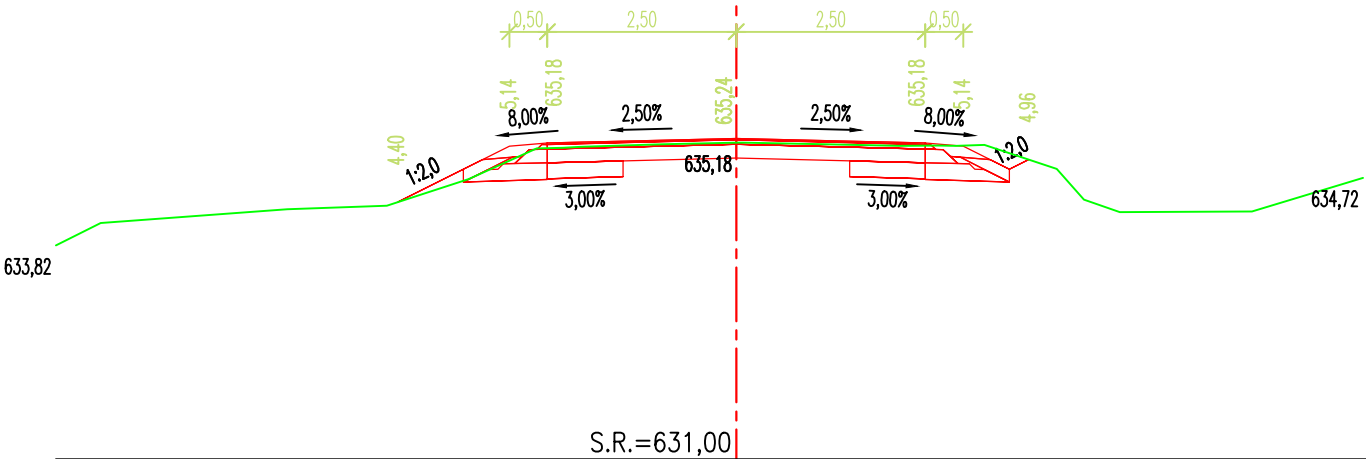 0,50 2,50 2,50 0,50
5,14 635,18 635,24 635,18 5,14 4,96
8,00% 2,50% 2,50% 8,00%
4,40 1:2,0 635,18 1:2,0
3,00% 3,00% 634,72
633,82
S.R.=631,00